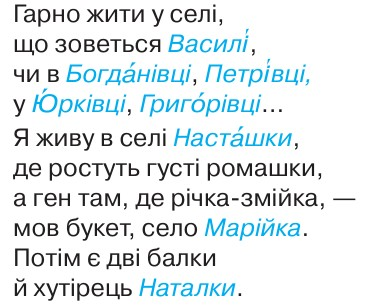 Гарно жити у селі,
що зоветься Василі́,
чи в Богда́нівці, Петрі́вці,
у Ю́рківці, Григо́рівці...
Я живу в селі Наста́шки,
де ростуть густі ромашки,
а ген там, де річка-змійка, —
мов букет, село Марійка.
Потім є дві балки
й хутірець Наталки.